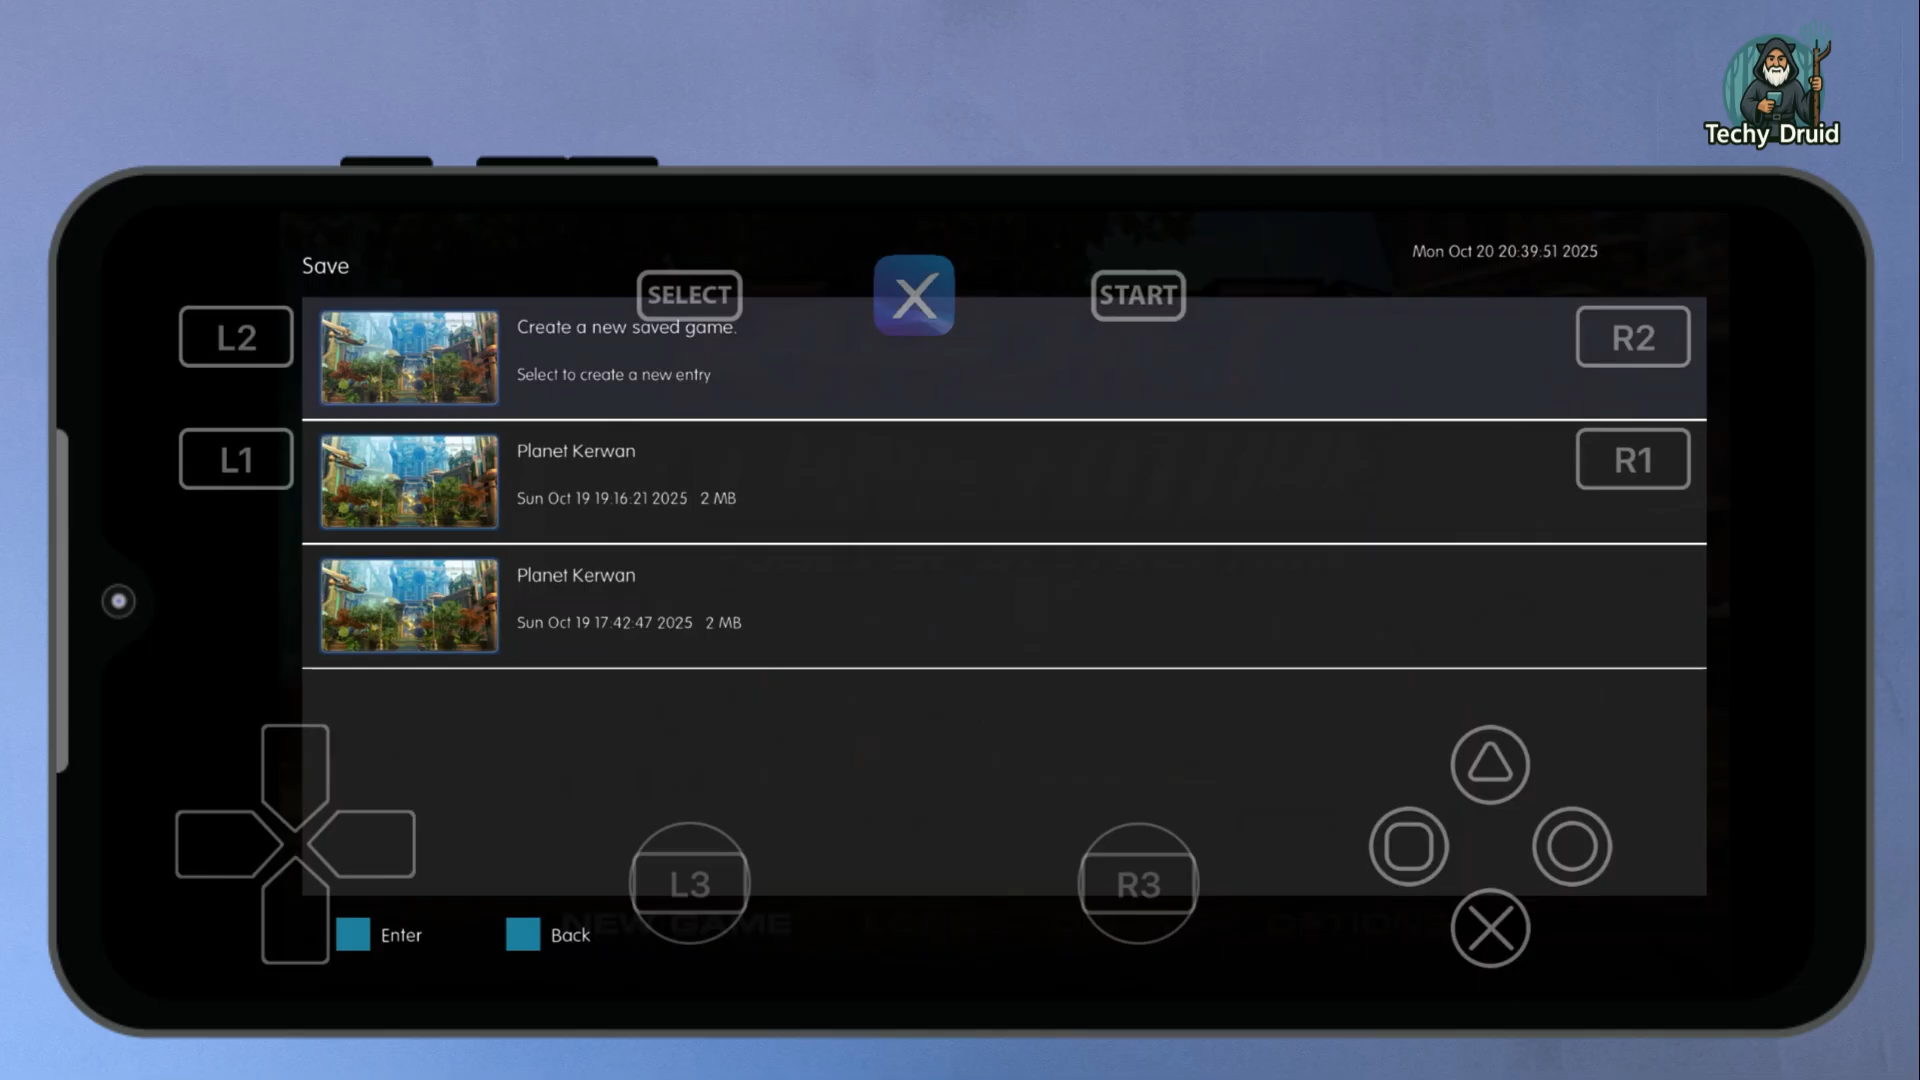 Techy Druid
Save
Mon Oct 20 20:39:51 2025
SELECT
START
L2
R2
Create a new saved game.
Select to create a new entry
L1
R1
Planet Kerwan
Sun Oct 19 19:16:21 2025 2 MB
Planet Kerwan
Sun Oct 19 17:42:47 2025 2 MB
L3
R3
NEW GAME
Enter
Back